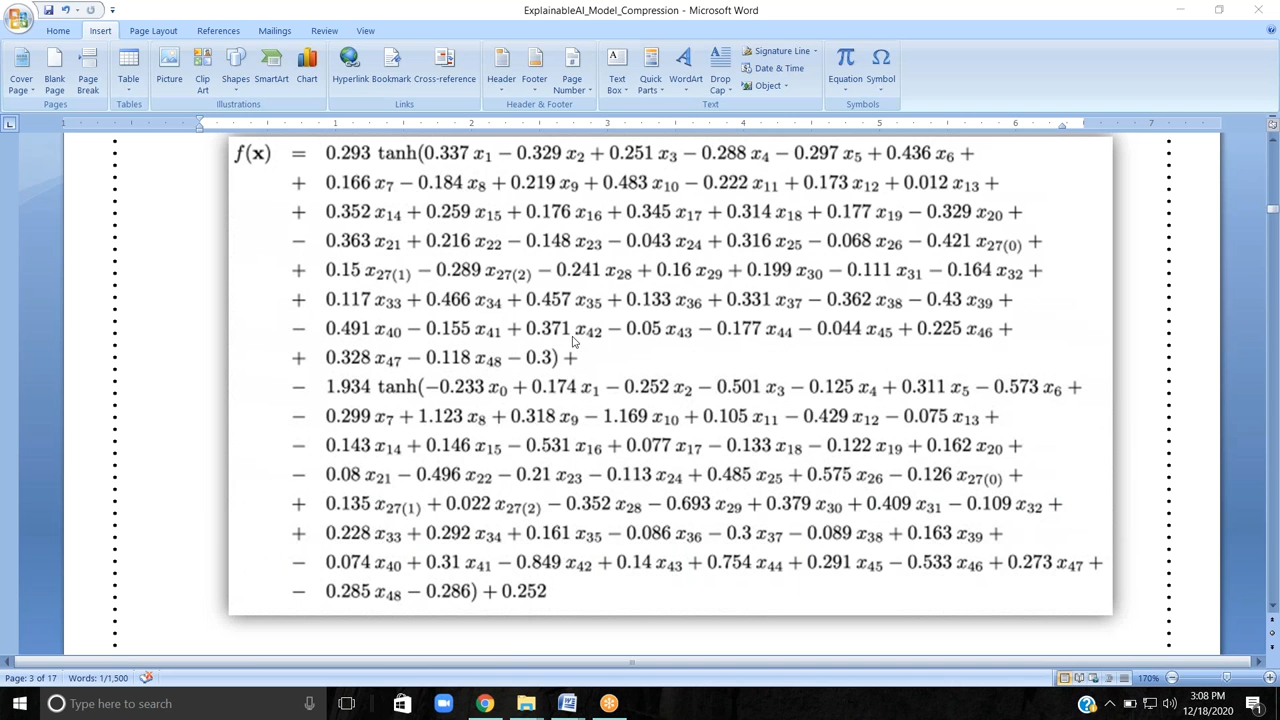 ExplainableAI_Model_Compression - Microsoft Word
Home Insert Page Layout References Mailings Review View
Cover Page Blank Page Page Break Table Picture Clip Art Shapes SmartArt Chart Hyperlink Bookmark Cross-reference Header Footer Page Number Text Box Quick Parts WordArt Drop Cap Signature Line Date & Time Object Equation Symbol
Pages Tables Illustrations Links Header & Footer Text Symbols
1 1 2 3 4 5 6 7
f(x) = 0.293 tanh(0.337 x₁ − 0.329 x₂ + 0.251 x₃ − 0.288 x₄ − 0.297 x₅ + 0.436 x₆ +
+ 0.166 x₇ − 0.184 x₈ + 0.219 x₉ + 0.483 x₁₀ − 0.222 x₁₁ + 0.173 x₁₂ + 0.012 x₁₃ +
+ 0.352 x₁₄ + 0.259 x₁₅ + 0.176 x₁₆ + 0.345 x₁₇ + 0.314 x₁₈ + 0.177 x₁₉ − 0.329 x₂₀ +
− 0.363 x₂₁ + 0.216 x₂₂ − 0.148 x₂₃ − 0.043 x₂₄ + 0.316 x₂₅ − 0.068 x₂₆ − 0.421 x₂₇₍₀₎ +
+ 0.15 x₂₇₍₁₎ − 0.289 x₂₇₍₂₎ − 0.241 x₂₈ + 0.16 x₂₉ + 0.199 x₃₀ − 0.111 x₃₁ − 0.164 x₃₂ +
+ 0.117 x₃₃ + 0.466 x₃₄ + 0.457 x₃₅ + 0.133 x₃₆ + 0.331 x₃₇ − 0.362 x₃₈ − 0.43 x₃₉ +
− 0.491 x₄₀ − 0.155 x₄₁ + 0.371 x₄₂ − 0.05 x₄₃ − 0.177 x₄₄ − 0.044 x₄₅ + 0.225 x₄₆ +
+ 0.328 x₄₇ − 0.118 x₄₈ − 0.3) +
− 1.934 tanh(−0.233 x₀ + 0.174 x₁ − 0.252 x₂ − 0.501 x₃ − 0.125 x₄ + 0.311 x₅ − 0.573 x₆ +
− 0.299 x₇ + 1.123 x₈ + 0.318 x₉ − 1.169 x₁₀ + 0.105 x₁₁ − 0.429 x₁₂ − 0.075 x₁₃ +
− 0.143 x₁₄ + 0.146 x₁₅ − 0.531 x₁₆ + 0.077 x₁₇ − 0.133 x₁₈ − 0.122 x₁₉ + 0.162 x₂₀ +
− 0.08 x₂₁ − 0.496 x₂₂ − 0.21 x₂₃ − 0.113 x₂₄ + 0.485 x₂₅ + 0.575 x₂₆ − 0.126 x₂₇₍₀₎ +
+ 0.135 x₂₇₍₁₎ + 0.022 x₂₇₍₂₎ − 0.352 x₂₈ − 0.693 x₂₉ + 0.379 x₃₀ + 0.409 x₃₁ − 0.109 x₃₂ +
+ 0.228 x₃₃ + 0.292 x₃₄ + 0.161 x₃₅ − 0.086 x₃₆ − 0.3 x₃₇ − 0.089 x₃₈ + 0.163 x₃₉ +
− 0.074 x₄₀ + 0.31 x₄₁ − 0.849 x₄₂ + 0.14 x₄₃ + 0.754 x₄₄ + 0.291 x₄₅ − 0.533 x₄₆ + 0.273 x₄₇ +
− 0.285 x₄₈ − 0.286) + 0.252
Page: 3 of 17 Words: 1/1,500 170%
Type here to search 3:08 PM
12/18/2020